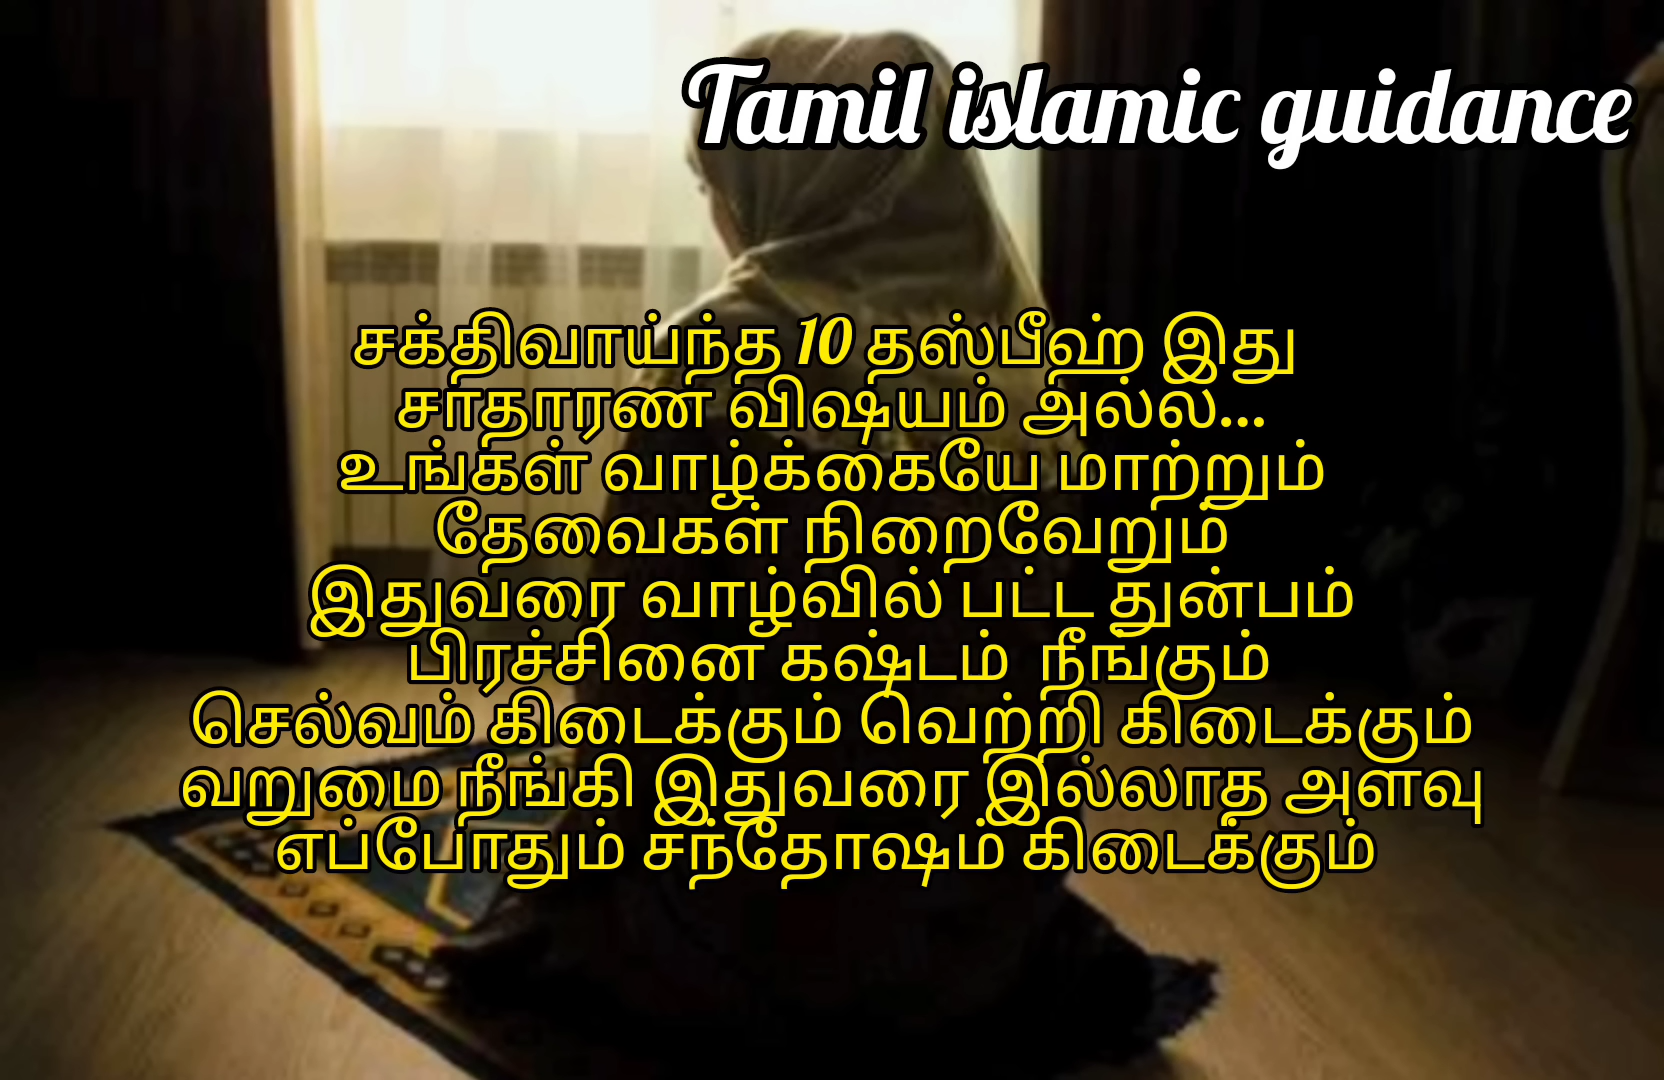 Tamil islamic guidance
சக்திவாய்ந்த 10 தஸ்பீஹ் இது
சாதாரண விஷயம் அல்ல...
உங்கள் வாழ்க்கையே மாற்றும்
தேவைகள் நிறைவேறும்
இதுவரை வாழ்வில் பட்ட துன்பம்
பிரச்சினை கஷ்டம் நீங்கும்
செல்வம் கிடைக்கும் வெற்றி கிடைக்கும்
வறுமை நீங்கி இதுவரை இல்லாத அளவு
எப்போதும் சந்தோஷம் கிடைக்கும்